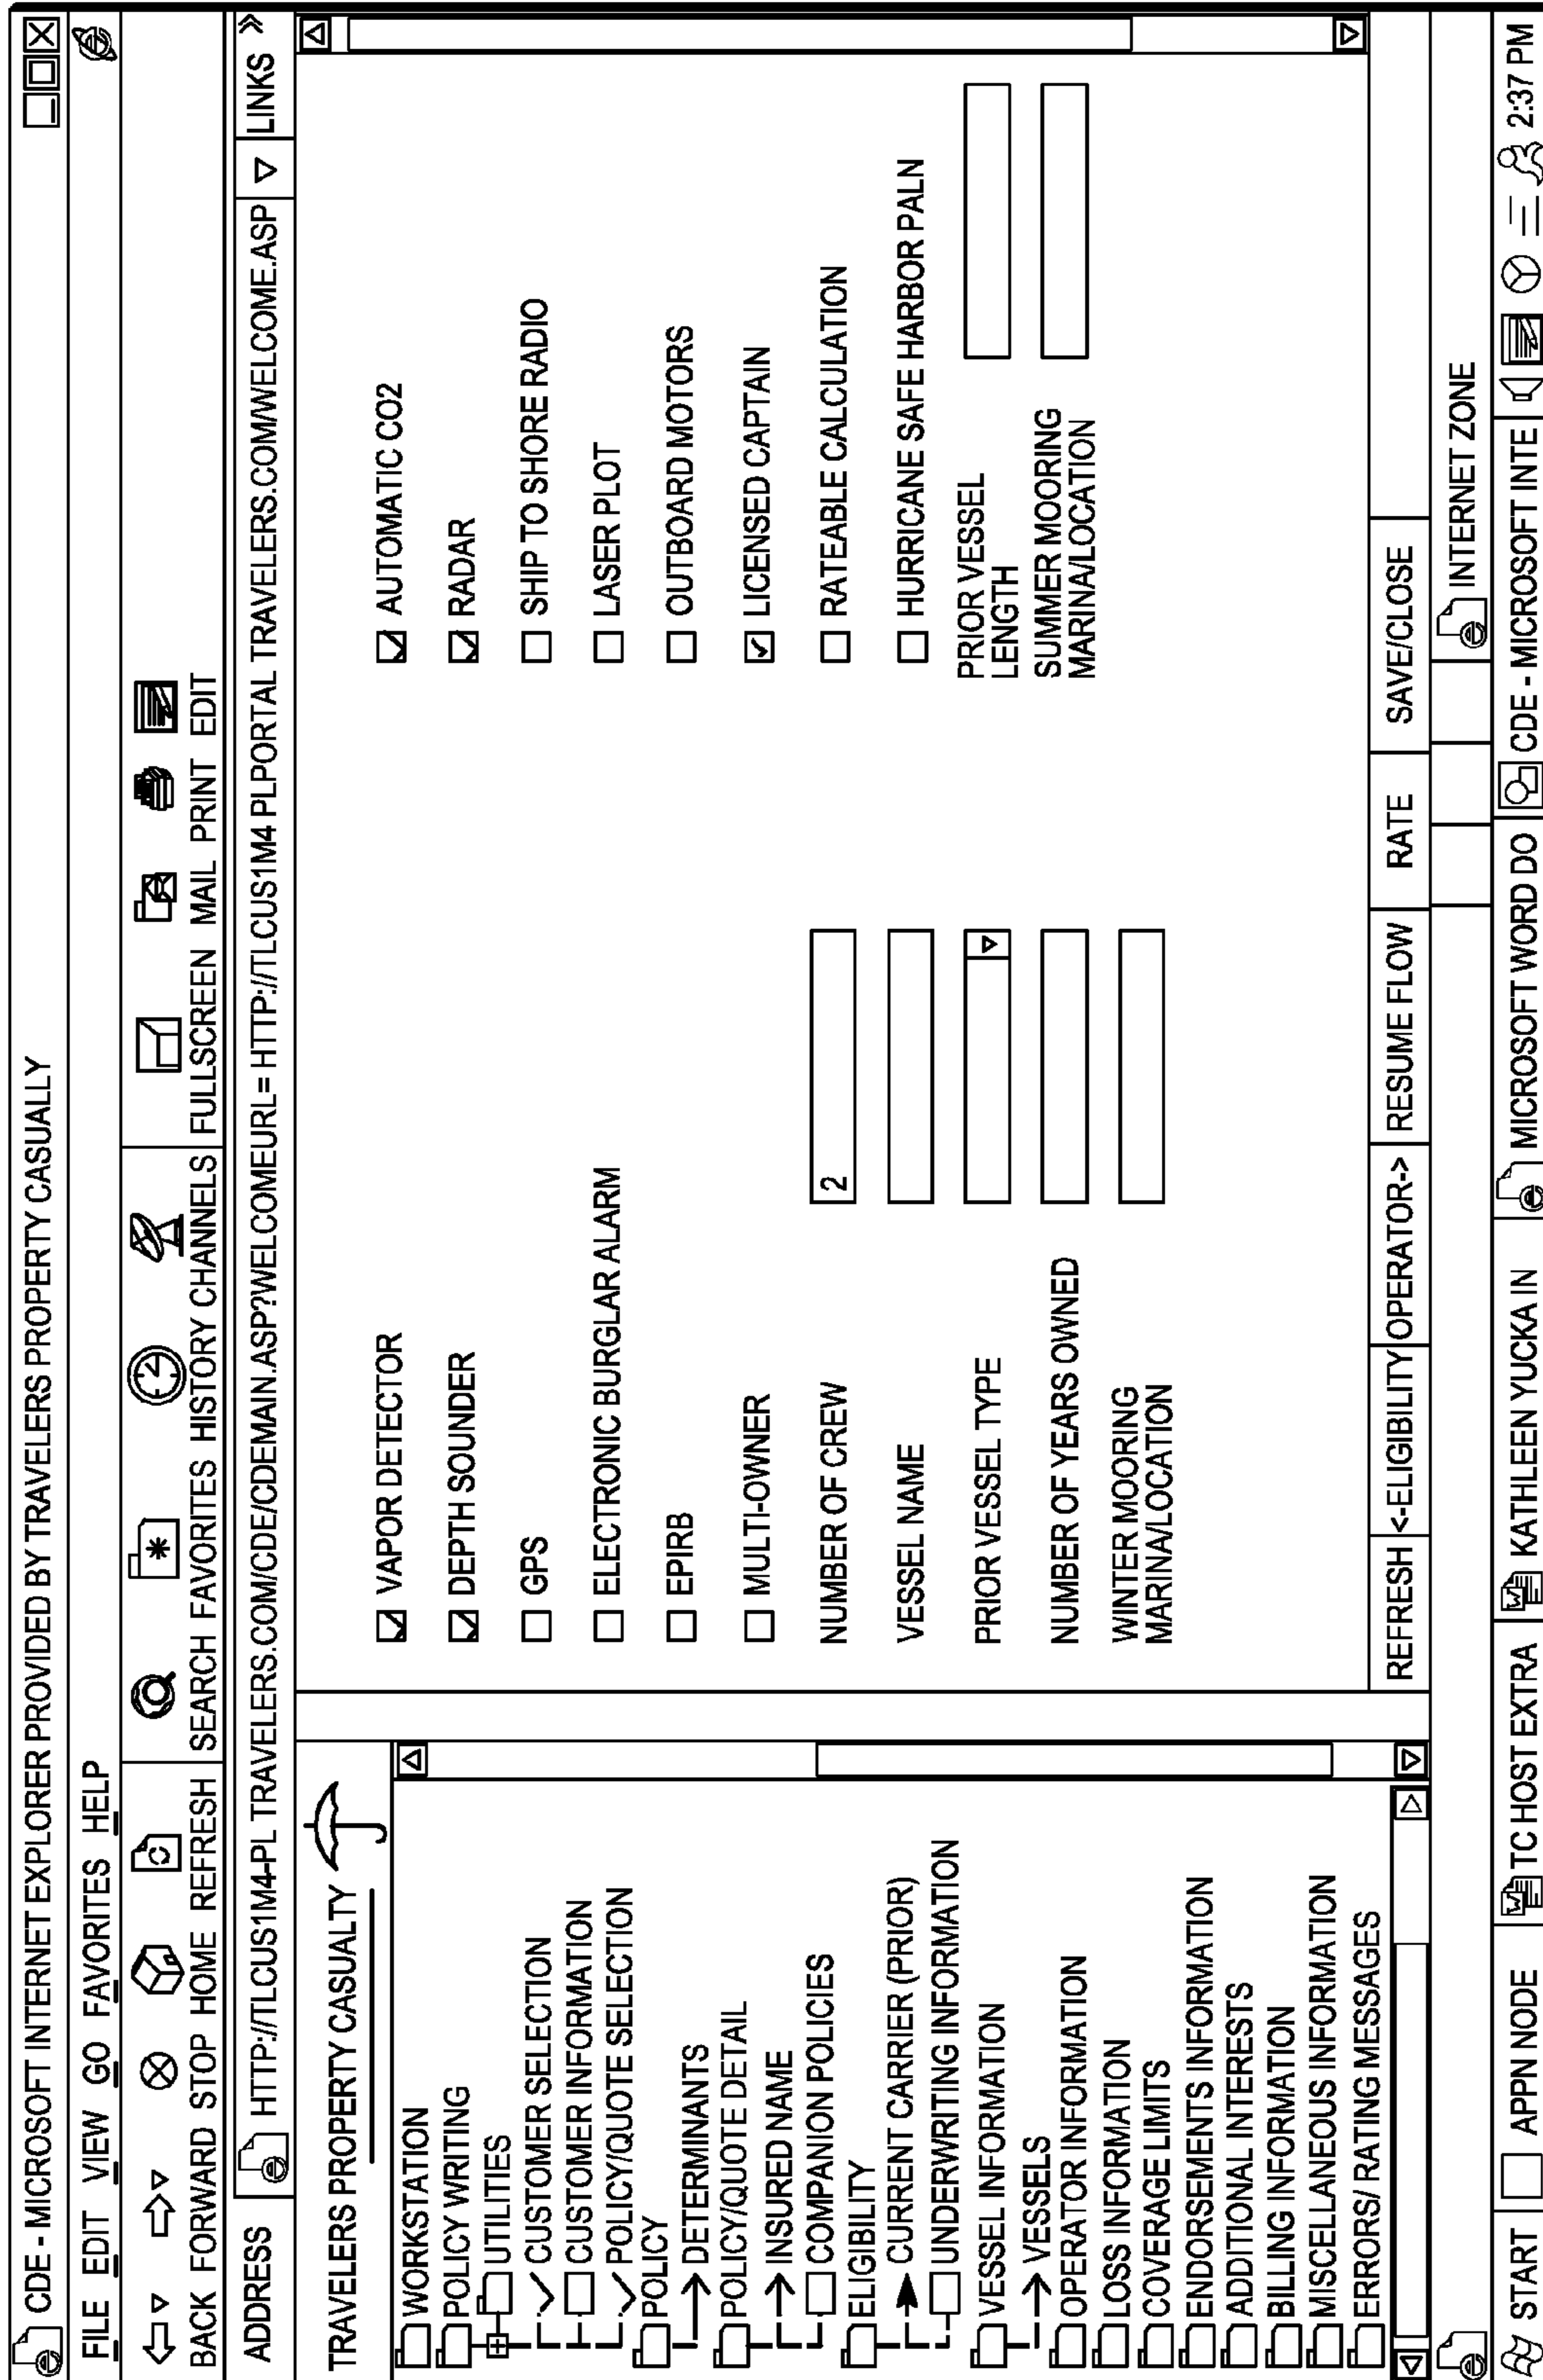 CDE - MICROSOFT INTERNET EXPLORER PROVIDED BY TRAVELERS PROPERTY CASUALLY
FILE EDIT VIEW GO FAVORITES HELP
BACK FORWARD STOP HOME REFRESH SEARCH FAVORITES HISTORY CHANNELS FULLSCREEN MAIL PRINT EDIT
ADDRESS HTTP://TLCUS1M4-PL TRAVELERS.COM/CDE/CDEMAIN.ASP?WELCOMEURL= HTTP://TLCUS1M4 PLPORTAL TRAVELERS.COM/WELCOME.ASP LINKS »
TRAVELERS PROPERTY CASUALTY
WORKSTATION
POLICY WRITING
UTILITIES
CUSTOMER SELECTION
CUSTOMER INFORMATION
POLICY/QUOTE SELECTION
POLICY
DETERMINANTS
POLICY/QUOTE DETAIL
INSURED NAME
COMPANION POLICIES
ELIGIBILITY
CURRENT CARRIER (PRIOR)
UNDERWRITING INFORMATION
VESSEL INFORMATION
VESSELS
OPERATOR INFORMATION
LOSS INFORMATION
COVERAGE LIMITS
ENDORSEMENTS INFORMATION
ADDITIONAL INTERESTS
BILLING INFORMATION
MISCELLANEOUS INFORMATION
ERRORS/ RATING MESSAGES
VAPOR DETECTOR
DEPTH SOUNDER
GPS
ELECTRONIC BURGLAR ALARM
EPIRB
MULTI-OWNER
NUMBER OF CREW 2
VESSEL NAME
PRIOR VESSEL TYPE
NUMBER OF YEARS OWNED
WINTER MOORING
MARINA/LOCATION
AUTOMATIC CO2
RADAR
SHIP TO SHORE RADIO
LASER PLOT
OUTBOARD MOTORS
LICENSED CAPTAIN
RATEABLE CALCULATION
HURRICANE SAFE HARBOR PALN
PRIOR VESSEL
LENGTH
SUMMER MOORING
MARINA/LOCATION
REFRESH <-ELIGIBILITY OPERATOR-> RESUME FLOW RATE SAVE/CLOSE
INTERNET ZONE
START APPN NODE TC HOST EXTRA KATHLEEN YUCKA IN MICROSOFT WORD DO CDE - MICROSOFT INTE 2:37 PM